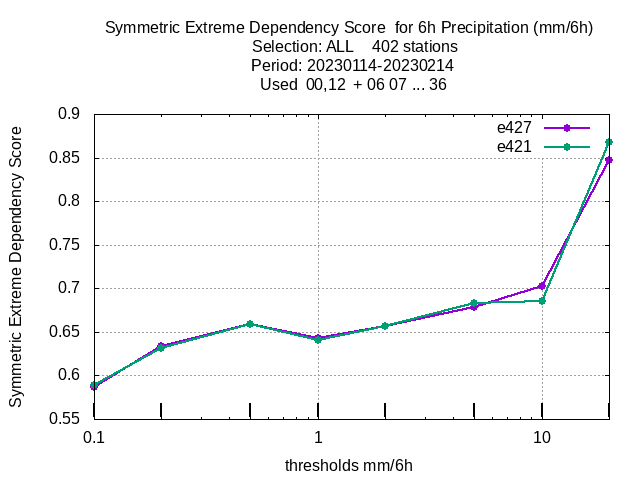 Symmetric Extreme Dependency Score for 6h Precipitation (mm/6h)
Selection: ALL 402 stations
Period: 20230114-20230214
Used 00,12 + 06 07 ... 36
Symmetric Extreme Dependency Score
0.9
0.85
0.8
0.75
0.7
0.65
0.6
0.55
e427
e421
0.1 1 10
thresholds mm/6h